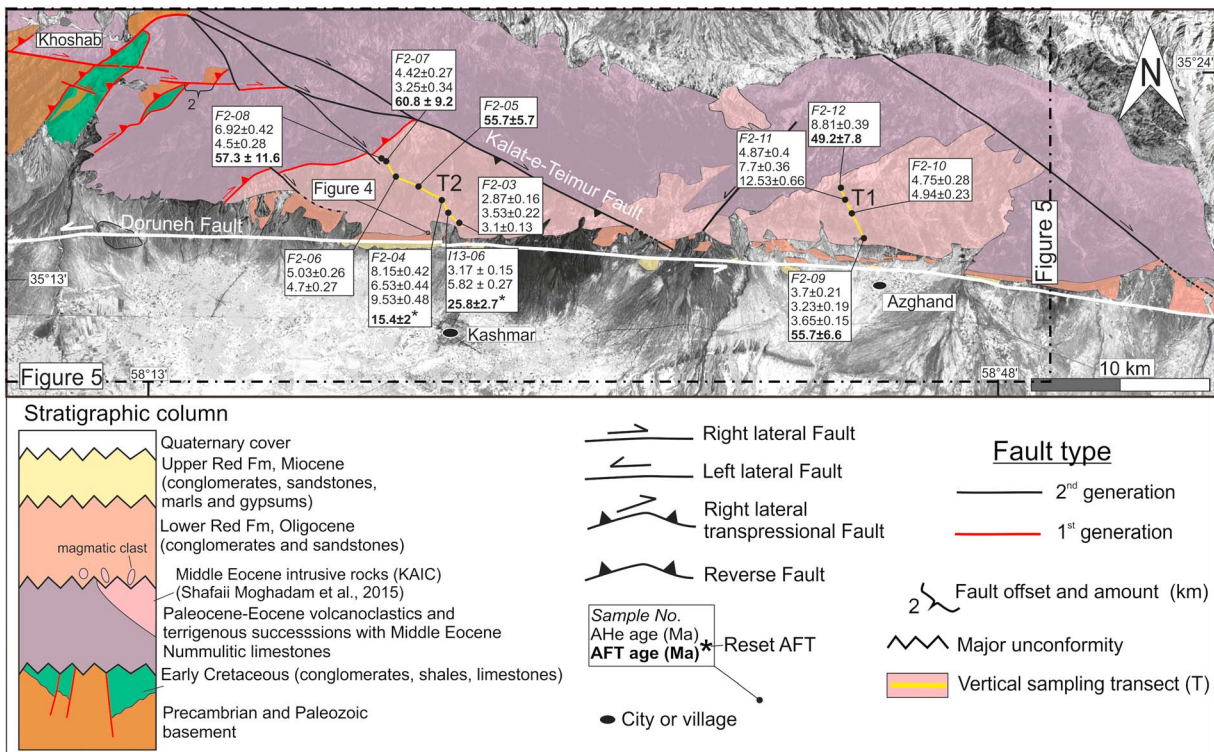 Khoshab
35°24'
N
2
F2-07
4.42±0.27
3.25±0.34
60.8 ± 9.2
F2-05
55.7±5.7
F2-08
6.92±0.42
4.5±0.28
57.3 ± 11.6
F2-12
8.81±0.39
49.2±7.8
F2-11
4.87±0.4
7.7±0.36
12.53±0.66
F2-10
4.75±0.28
4.94±0.23
Kalat-e-Teimur Fault
Figure 4
T2
T1
F2-03
2.87±0.16
3.53±0.22
3.1±0.13
Doruneh Fault
Figure 5
35°13'
F2-06
5.03±0.26
4.7±0.27
F2-04
8.15±0.42
6.53±0.44
9.53±0.48
15.4±2*
I13-06
3.17 ± 0.15
5.82 ± 0.27
25.8±2.7*
F2-09
3.7±0.21
3.23±0.19
3.65±0.15
55.7±6.6
Azghand
Kashmar
Figure 5
58°13'
58°48'
10 km
Stratigraphic column
Quaternary cover
Upper Red Fm, Miocene
(conglomerates, sandstones,
marls and gypsums)
Lower Red Fm, Oligocene
(conglomerates and sandstones)
magmatic clast
Middle Eocene intrusive rocks (KAIC)
(Shafaii Moghadam et al., 2015)
Paleocene-Eocene volcanoclastics and
terrigenous successsions with Middle Eocene
Nummulitic limestones
Early Cretaceous (conglomerates, shales, limestones)
Precambrian and Paleozoic
basement
Right lateral Fault
Left lateral Fault
Right lateral
transpressional Fault
Reverse Fault
Sample No.
AHe age (Ma)
AFT age (Ma)*
Reset AFT
City or village
Fault type
2nd generation
1st generation
2
Fault offset and amount (km)
Major unconformity
Vertical sampling transect (T)